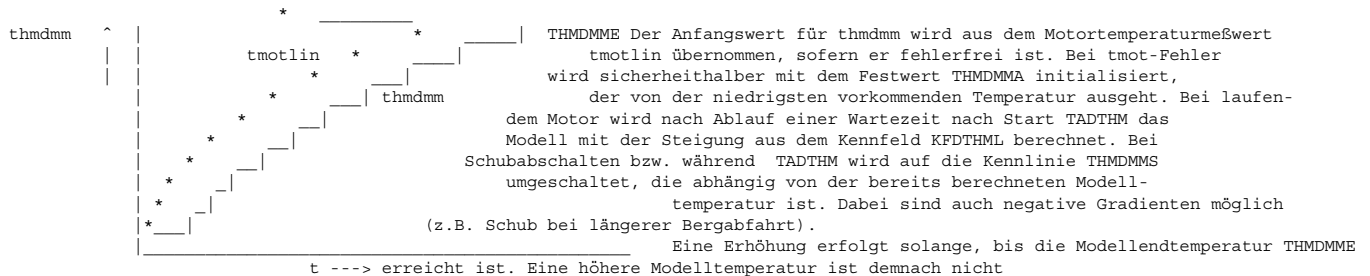 thmdmm ^ THMDMME Der Anfangswert für thmdmm wird aus dem Motortemperaturmeßwert
tmotlin tmotlin übernommen, sofern er fehlerfrei ist. Bei tmot-Fehler
wird sicherheithalber mit dem Festwert THMDMMA initialisiert,
thmdmm der von der niedrigsten vorkommenden Temperatur ausgeht. Bei laufen-
dem Motor wird nach Ablauf einer Wartezeit nach Start TADTHM das
Modell mit der Steigung aus dem Kennfeld KFDTHML berechnet. Bei
Schubabschalten bzw. während TADTHM wird auf die Kennlinie THMDMMS
umgeschaltet, die abhängig von der bereits berechneten Modell-
temperatur ist. Dabei sind auch negative Gradienten möglich
(z.B. Schub bei längerer Bergabfahrt).
Eine Erhöhung erfolgt solange, bis die Modellendtemperatur THMDMME
t ---> erreicht ist. Eine höhere Modelltemperatur ist demnach nicht